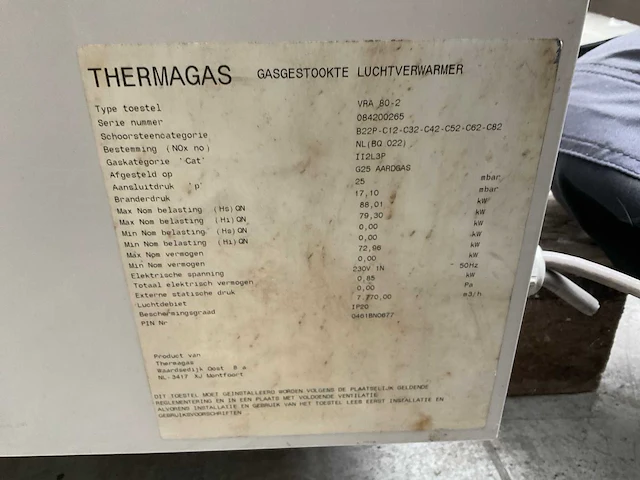 THERMAGAS GASGESTOOKTE LUCHTVERWARMER
Type toestel VRA 80-2
Serie nummer 084200265
Schoorsteencategorie B22P-C12-C32-C42-C52-C62-C82
Bestemming (NOx no) NL(BQ 022)
Gaskategorie 'Cat' II2L3P
Afgesteld op G25 AARDGAS
Aansluitdruk 'p' 25 mbar
Branderdruk 17,10 mbar
Max Nom belasting (Hs)QN 88,01 kW
Max Nom belasting (Hi)QN 79,30 kW
Min Nom belasting (Hs)QN 0,00 kW
Min Nom belasting (Hi)QN 0,00 kW
Max Nom vermogen 72,96 kW
Min Nom vermogen 0,00 kW
Elektrische spanning 230V 1N ~ 50Hz
Totaal elektrisch vermogen 0,85 kW
Externe statische druk 0,00 Pa
Luchtdebiet 7.770,00 m3/h
Beschermingsgraad IP20
PIN Nr 0461BN0677
Product van
Thermagas
Waardsedijk Oost 8 a
NL-3417 XJ Montfoort
DIT TOESTEL MOET GEINSTALLEERD WORDEN VOLGENS DE PLAATSELIJK GELDENDE
REGLEMENTERING EN IN EEN PLAATS MET VOLDOENDE VENTILATIE
ALVORENS INSTALLATIE EN GEBRUIK VAN HET TOESTEL LEES EERST INSTALLATIE EN
GEBRUIKSVOORSCHRIFTEN